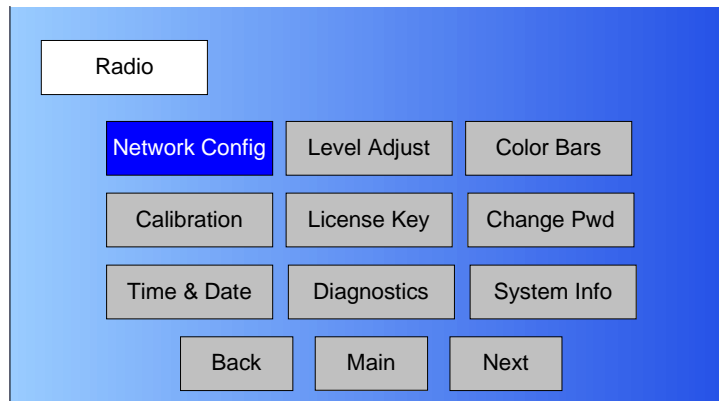 Radio
Network Config Level Adjust Color Bars
Calibration License Key Change Pwd
Time & Date Diagnostics System Info
Back Main Next